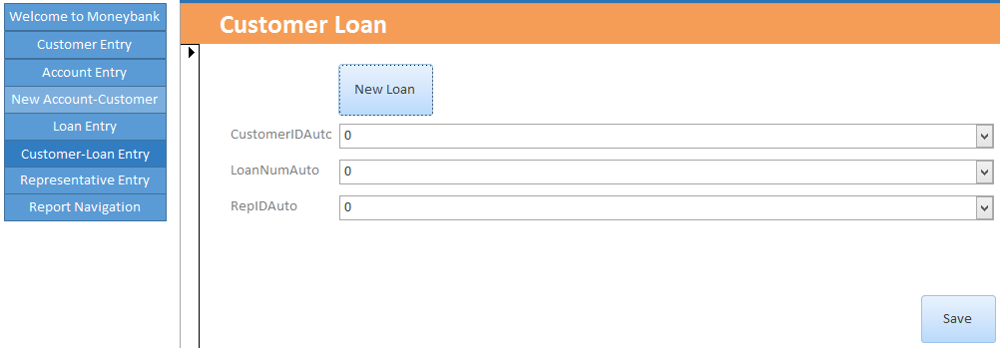 Welcome to Moneybank
Customer Entry
Account Entry
New Account-Customer
Loan Entry
Customer-Loan Entry
Representative Entry
Report Navigation
Customer Loan
New Loan
CustomerIDAuto 0
LoanNumAuto 0
RepIDAuto 0
Save